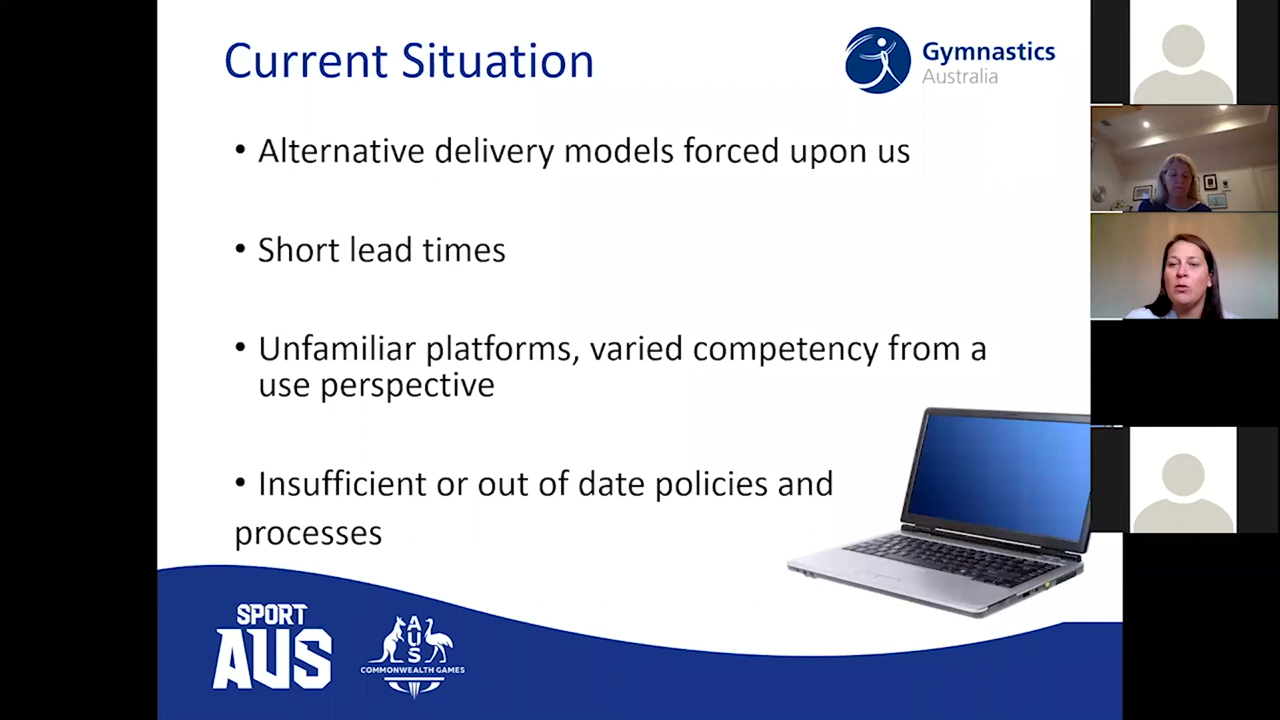 Current Situation
Gymnastics
Australia
• Alternative delivery models forced upon us
• Short lead times
• Unfamiliar platforms, varied competency from a
use perspective
• Insufficient or out of date policies and
processes
SPORT
AUS
AUS
COMMONWEALTH GAMES